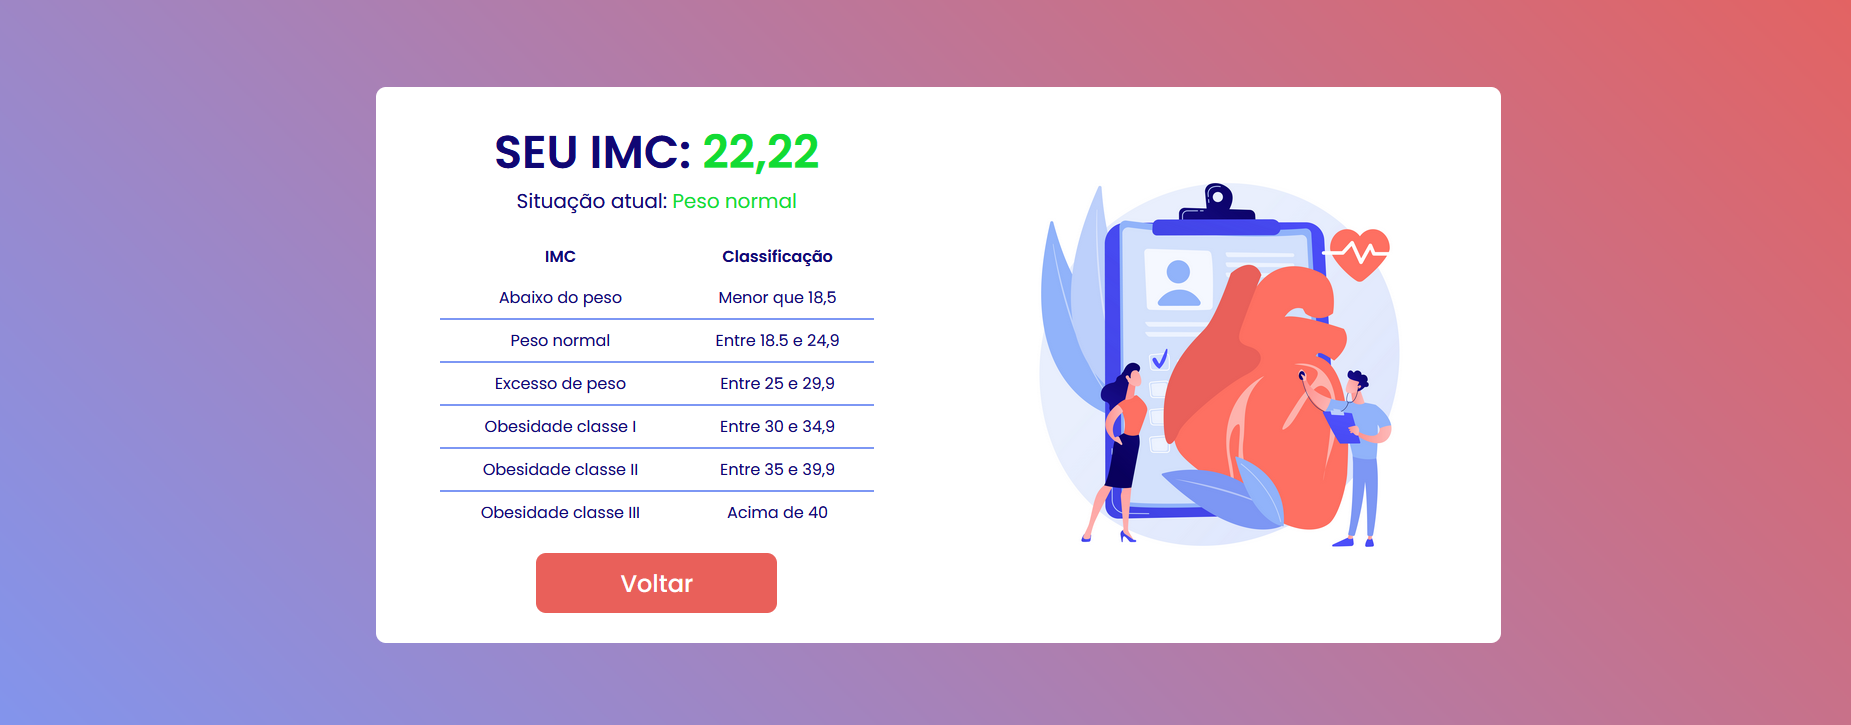 SEU IMC: 22,22
Situação atual: Peso normal
IMC Classificação
Abaixo do peso Menor que 18,5
Peso normal Entre 18.5 e 24,9
Excesso de peso Entre 25 e 29,9
Obesidade classe I Entre 30 e 34,9
Obesidade classe II Entre 35 e 39,9
Obesidade classe III Acima de 40
Voltar